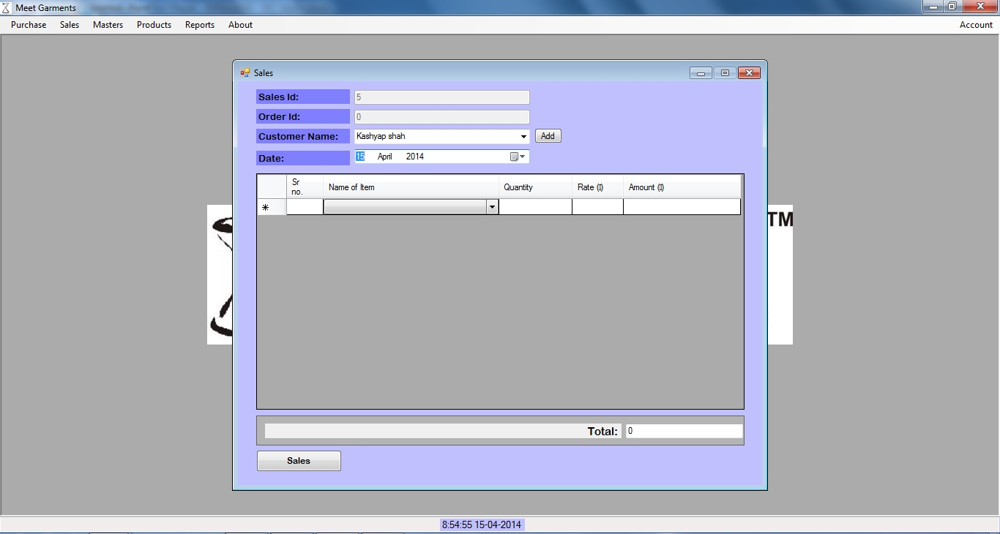 Meet Garments
Purchase Sales Masters Products Reports About Account
Sales
Sales Id: 5
Order Id: 0
Customer Name: Kashyap shah Add
Date: 15 April 2014
Sr no. Name of Item Quantity Rate (▯) Amount (▯)
TM
Total: 0
Sales
8:54:55 15-04-2014